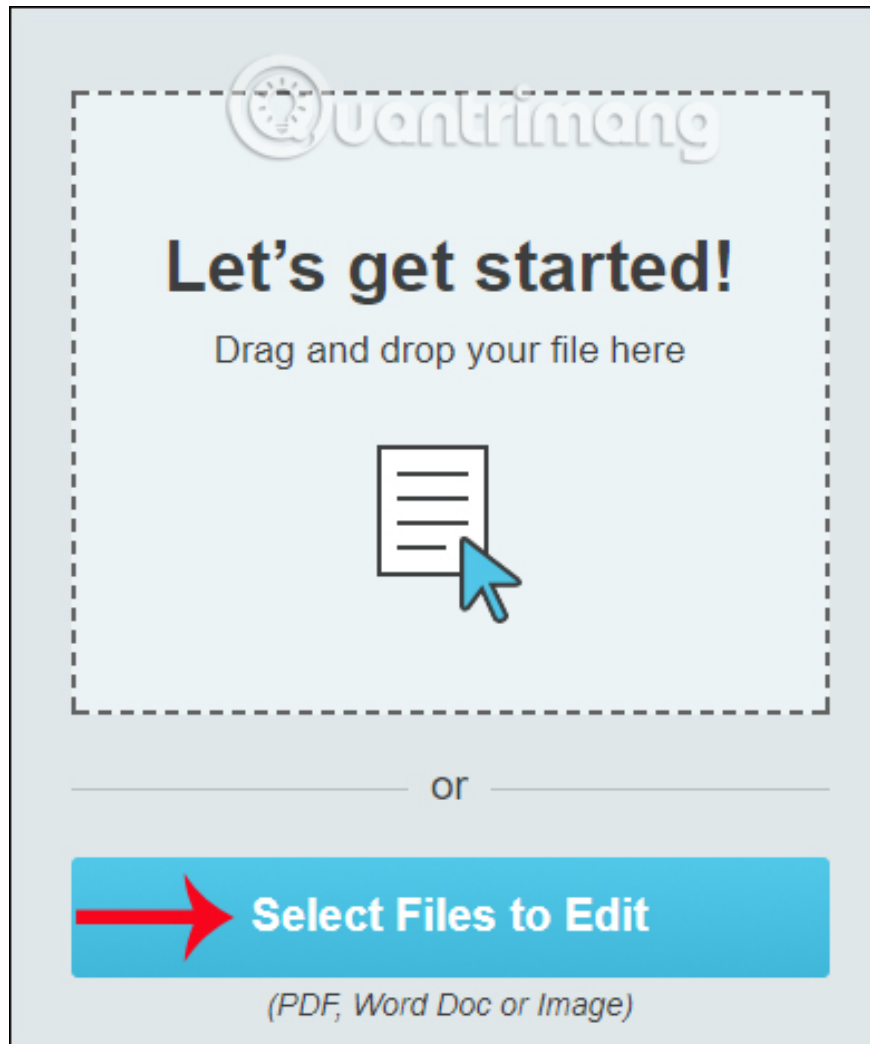 Quantrimang
Let’s get started!
Drag and drop your file here
or
Select Files to Edit
(PDF, Word Doc or Image)